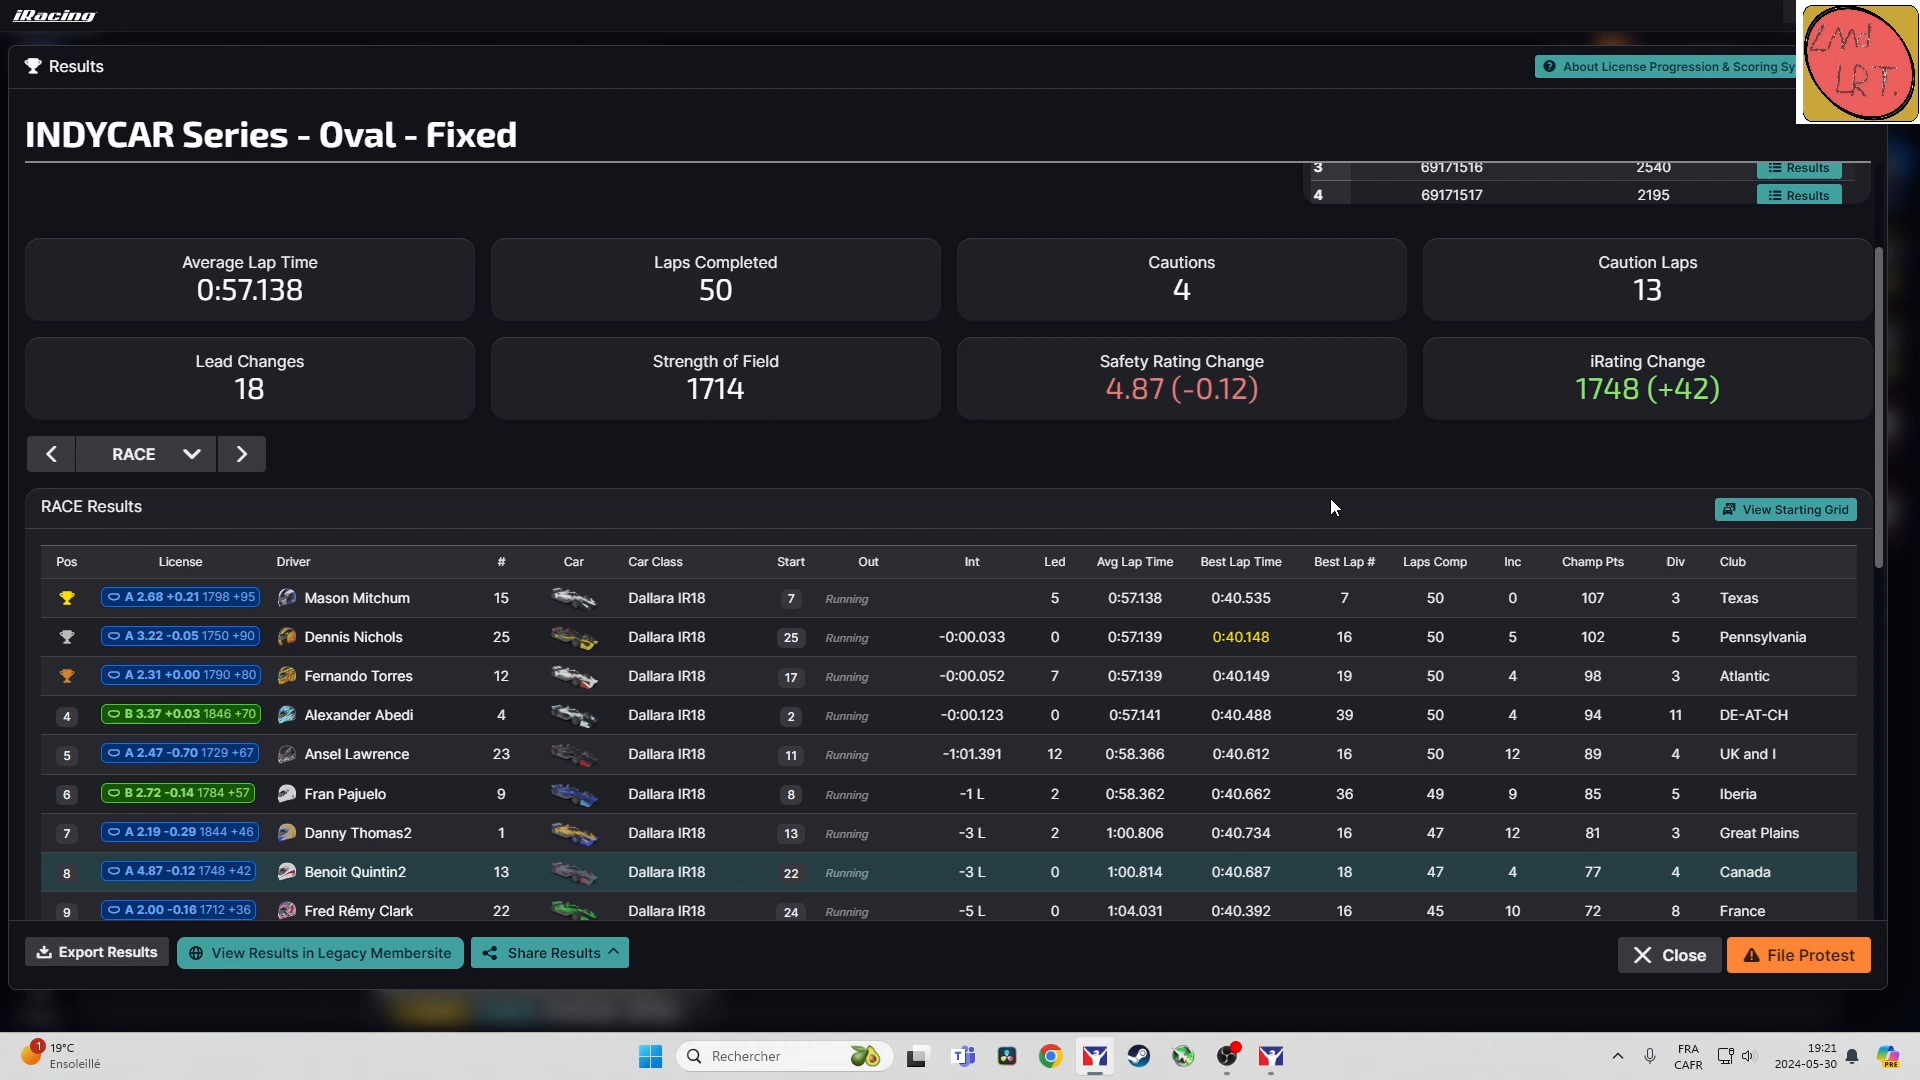 iRacing
Results
About License Progression & Scoring Sy
LMd
LRT.
INDYCAR Series - Oval - Fixed
3 69171516 2540 Results
4 69171517 2195 Results
Average Lap Time
0:57.138
Laps Completed
50
Cautions
4
Caution Laps
13
Lead Changes
18
Strength of Field
1714
Safety Rating Change
4.87 (-0.12)
iRating Change
1748 (+42)
RACE
RACE Results
View Starting Grid
Pos License Driver # Car Car Class Start Out Int Led Avg Lap Time Best Lap Time Best Lap # Laps Comp Inc Champ Pts Div Club
A 2.68 +0.21 1798 +95 Mason Mitchum 15 Dallara IR18 7 Running 5 0:57.138 0:40.535 7 50 0 107 3 Texas
A 3.22 -0.05 1750 +90 Dennis Nichols 25 Dallara IR18 25 Running -0:00.033 0 0:57.139 0:40.148 16 50 5 102 5 Pennsylvania
A 2.31 +0.00 1790 +80 Fernando Torres 12 Dallara IR18 17 Running -0:00.052 7 0:57.139 0:40.149 19 50 4 98 3 Atlantic
4 B 3.37 +0.03 1846 +70 Alexander Abedi 4 Dallara IR18 2 Running -0:00.123 0 0:57.141 0:40.488 39 50 4 94 11 DE-AT-CH
5 A 2.47 -0.70 1729 +67 Ansel Lawrence 23 Dallara IR18 11 Running -1:01.391 12 0:58.366 0:40.612 16 50 12 89 4 UK and I
6 B 2.72 -0.14 1784 +57 Fran Pajuelo 9 Dallara IR18 8 Running -1 L 2 0:58.362 0:40.662 36 49 9 85 5 Iberia
7 A 2.19 -0.29 1844 +46 Danny Thomas2 1 Dallara IR18 13 Running -3 L 2 1:00.806 0:40.734 16 47 12 81 3 Great Plains
8 A 4.87 -0.12 1748 +42 Benoit Quintin2 13 Dallara IR18 22 Running -3 L 0 1:00.814 0:40.687 18 47 4 77 4 Canada
9 A 2.00 -0.16 1712 +36 Fred Rémy Clark 22 Dallara IR18 24 Running -5 L 0 1:04.031 0:40.392 16 45 10 72 8 France
Export Results
View Results in Legacy Membersite
Share Results
Close
File Protest
1
19°C
Ensoleillé
Rechercher
FRA
CAFR
19:21
2024-05-30
PRE